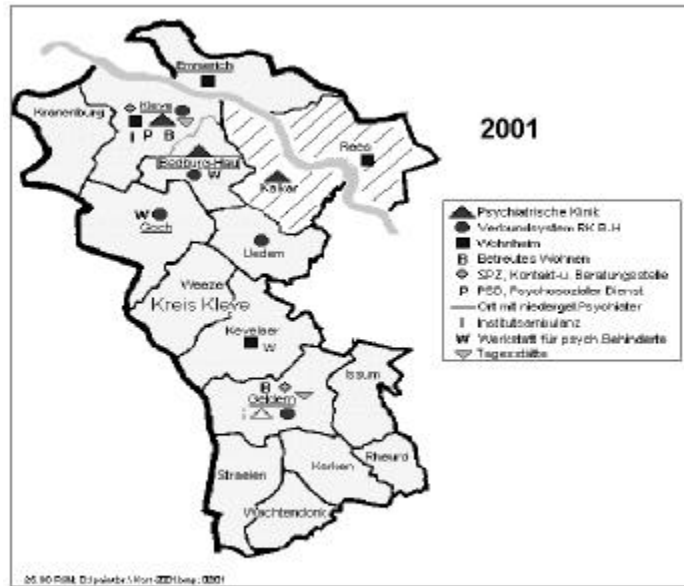 Emmerich
Kranenburg
Kleve
I P B
2001
Rees
Bedburg-Hau
W
Kalkar
W
Goch
Uedem
Psychiatrische Klinik
Verbundsystem RK B-H
Wohnheim
B Betreutes Wohnen
SPZ, Kontakt-u. Beratungsstelle
P PSD, Psychosozialer Dienst
Ort mit niedergel.Psychiater
I Institutsambulanz
W Werkstatt für psych.Behinderte
Tagesstätte
Weeze
Kreis Kleve
Kevelaer
W
Issum
B
Geldern
i
Rheurd
Kerken
Straelen
Wachtendonk